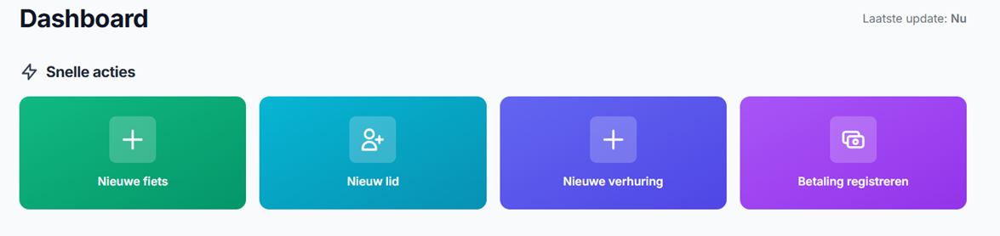 Dashboard
Laatste update: Nu
Snelle acties
Nieuwe fiets
Nieuw lid
Nieuwe verhuring
Betaling registreren